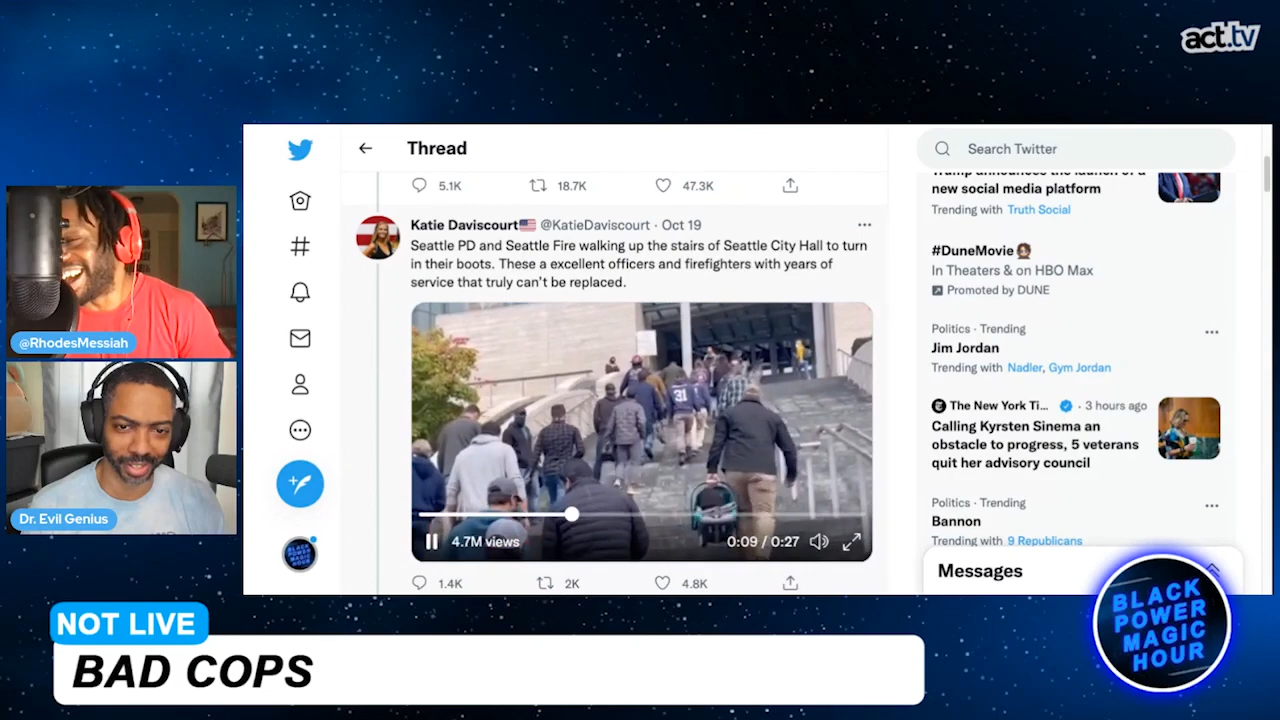 act.tv
Thread
Search Twitter
5.1K 18.7K 47.3K
new social media platform
Trending with Truth Social
Katie Daviscourt @KatieDaviscourt · Oct 19
Seattle PD and Seattle Fire walking up the stairs of Seattle City Hall to turn
in their boots. These a excellent officers and firefighters with years of
service that truly can't be replaced.
#DuneMovie
In Theaters & on HBO Max
Promoted by DUNE
Politics · Trending
Jim Jordan
Trending with Nadler, Gym Jordan
The New York Ti... · 3 hours ago
Calling Kyrsten Sinema an
obstacle to progress, 5 veterans
quit her advisory council
Politics · Trending
Bannon
Trending with 9 Republicans
Messages
31
4.7M views 0:09 / 0:27
1.4K 2K 4.8K
@RhodesMessiah
Dr. Evil Genius
BLACK
POWER
MAGIC
HOUR
NOT LIVE
BAD COPS
BLACK
POWER
MAGIC
HOUR